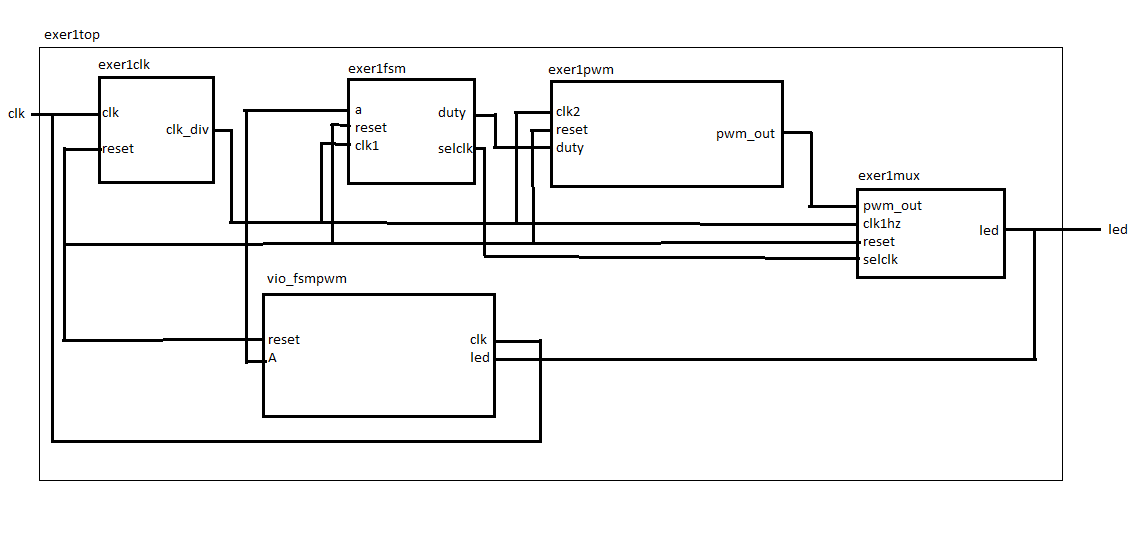 exer1top
exer1clk
exer1fsm
exer1pwm
clk
clk
clk_div
reset
a
reset
clk1
duty
selclk
clk2
reset
duty
pwm_out
exer1mux
pwm_out
clk1hz
reset
selclk
led
led
vio_fsmpwm
reset
A
clk
led